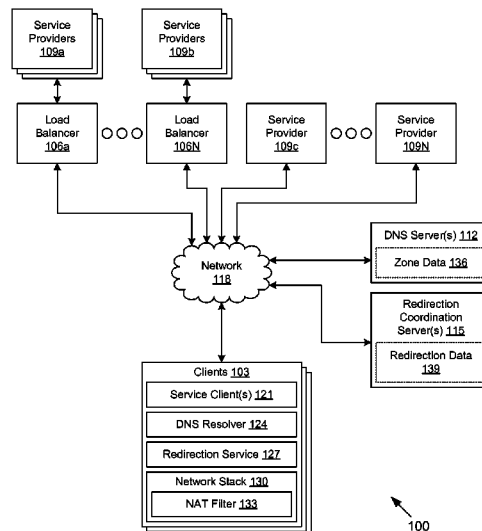 Service
Providers
109a
Service
Providers
109b
Load
Balancer
106a
Load
Balancer
106N
Service
Provider
109c
Service
Provider
109N
Network
118
DNS Server(s) 112
Zone Data 136
Redirection
Coordination
Server(s) 115
Redirection Data
139
Clients 103
Service Client(s) 121
DNS Resolver 124
Redirection Service 127
Network Stack 130
NAT Filter 133
100